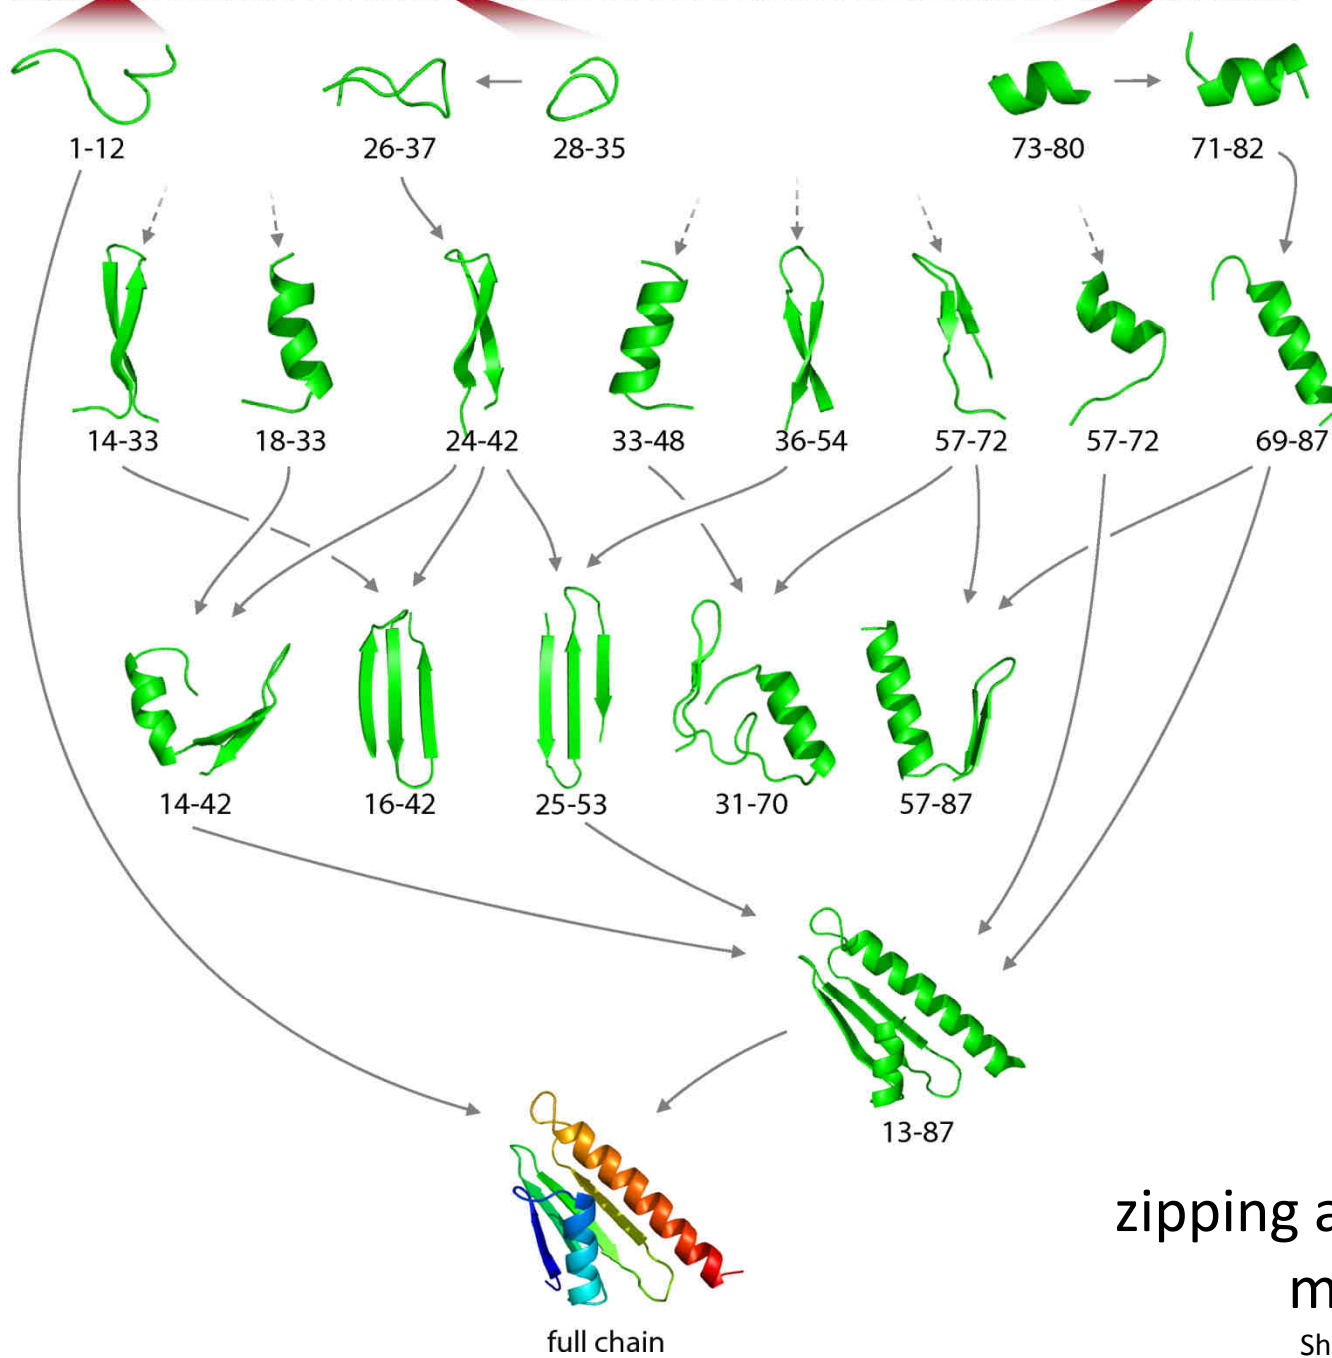 1-12 26-37 28-35 73-80 71-82
14-33 18-33 24-42 33-48 36-54 57-72 57-72 69-87
14-42 16-42 25-53 31-70 57-87
13-87
zipping a
m
Sh
full chain